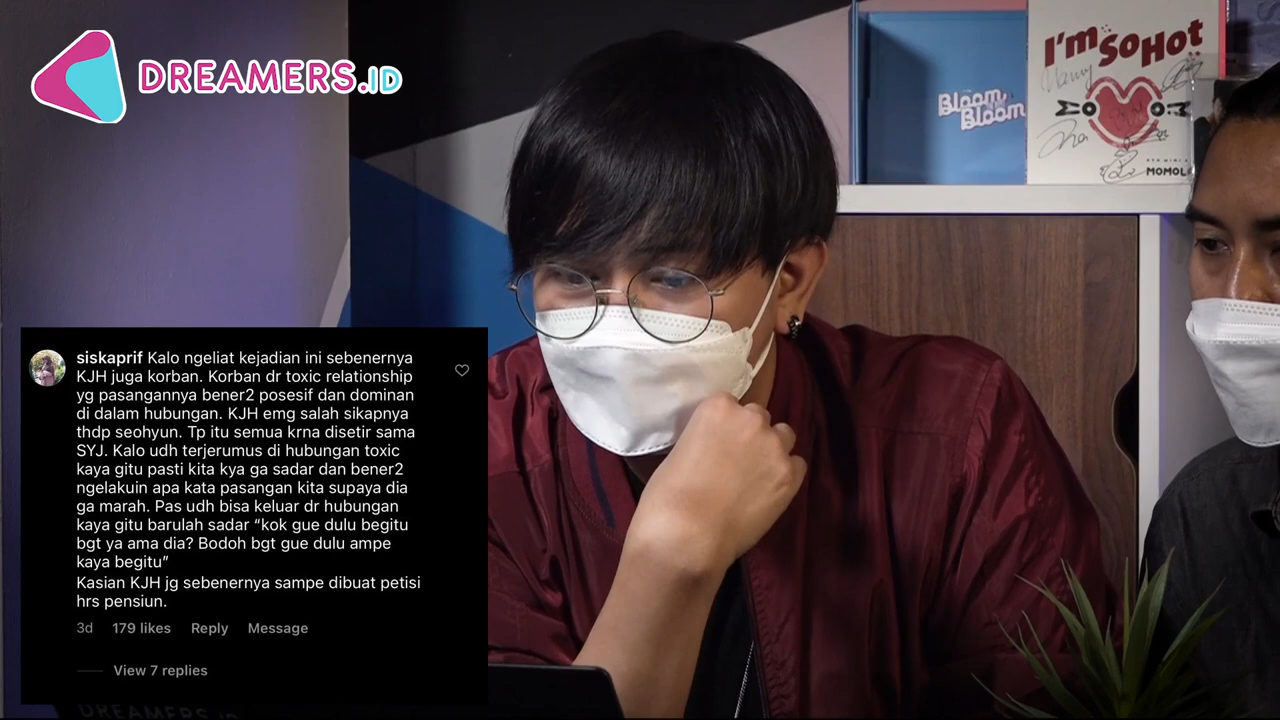 DREAMERS.ID
Bloom
Bloom
I'm SO HOT
MOMOL
siskaprif Kalo ngeliat kejadian ini sebenernya
KJH juga korban. Korban dr toxic relationship
yg pasangannya bener2 posesif dan dominan
di dalam hubungan. KJH emg salah sikapnya
thdp seohyun. Tp itu semua krna disetir sama
SYJ. Kalo udh terjerumus di hubungan toxic
kaya gitu pasti kita kya ga sadar dan bener2
ngelakuin apa kata pasangan kita supaya dia
ga marah. Pas udh bisa keluar dr hubungan
kaya gitu barulah sadar “kok gue dulu begitu
bgt ya ama dia? Bodoh bgt gue dulu ampe
kaya begitu”
Kasian KJH jg sebenernya sampe dibuat petisi
hrs pensiun.
3d 179 likes Reply Message
View 7 replies
DREAMERS.ID